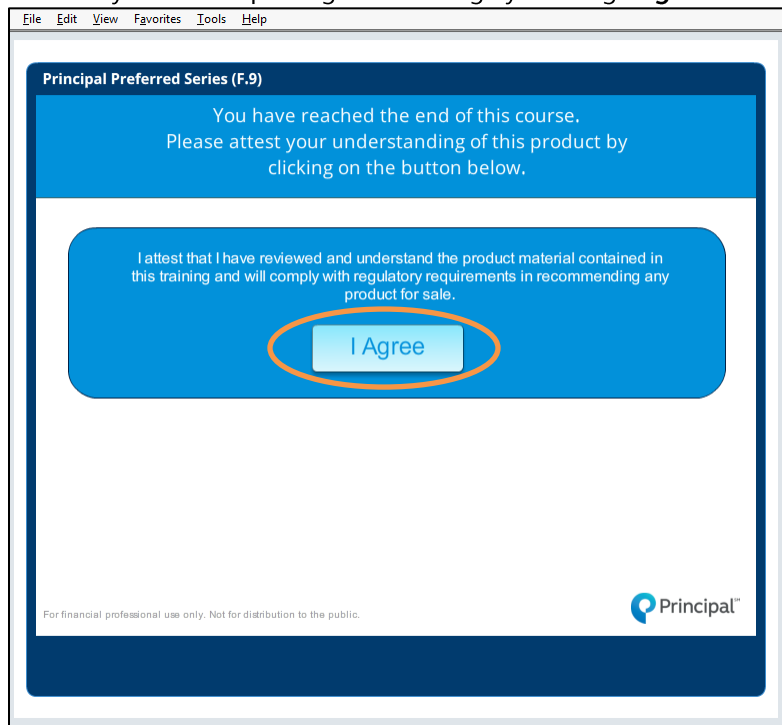 File Edit View Favorites Tools Help
Principal Preferred Series (F.9)
You have reached the end of this course.
Please attest your understanding of this product by
clicking on the button below.
I attest that I have reviewed and understand the product material contained in
this training and will comply with regulatory requirements in recommending any
product for sale.
I Agree
For financial professional use only. Not for distribution to the public.
Principal℠